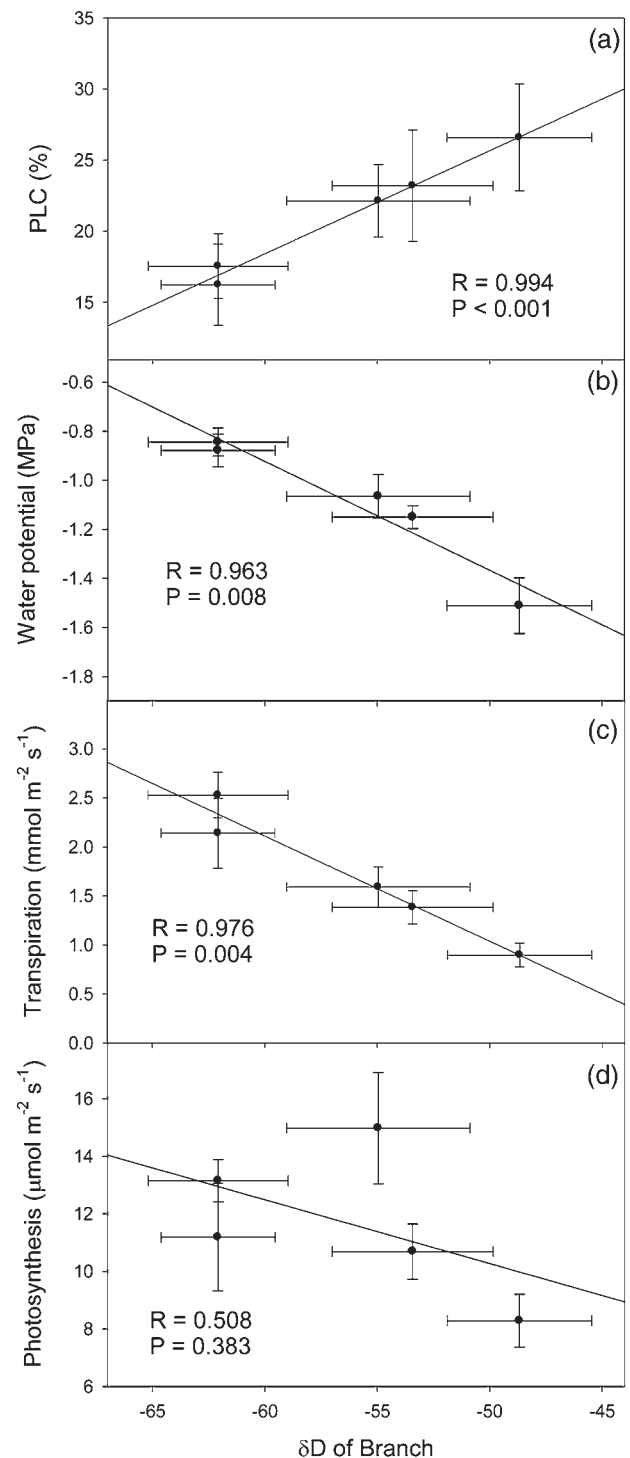 (a)
35
30
25
20
15
PLC (%)
R = 0.994
P < 0.001
(b)
-0.6
-0.8
-1.0
-1.2
-1.4
-1.6
-1.8
Water potential (MPa)
R = 0.963
P = 0.008
(c)
3.0
2.5
2.0
1.5
1.0
0.5
0.0
Transpiration (mmol m⁻² s⁻¹)
R = 0.976
P = 0.004
(d)
16
14
12
10
8
6
Photosynthesis (μmol m⁻² s⁻¹)
R = 0.508
P = 0.383
-65 -60 -55 -50 -45
δD of Branch